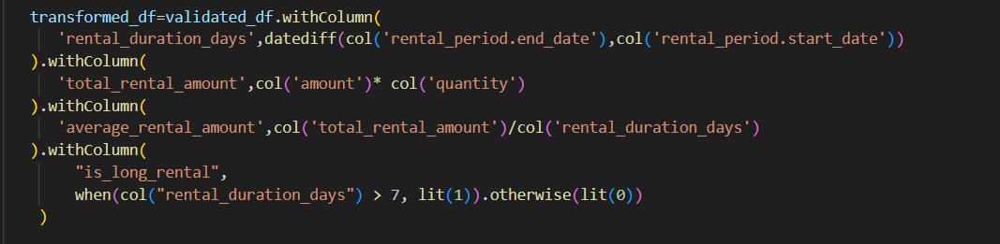 transformed_df=validated_df.withColumn(
'rental_duration_days',datediff(col('rental_period.end_date'),col('rental_period.start_date'))
).withColumn(
'total_rental_amount',col('amount')* col('quantity')
).withColumn(
'average_rental_amount',col('total_rental_amount')/col('rental_duration_days')
).withColumn(
"is_long_rental",
when(col("rental_duration_days") > 7, lit(1)).otherwise(lit(0))
)